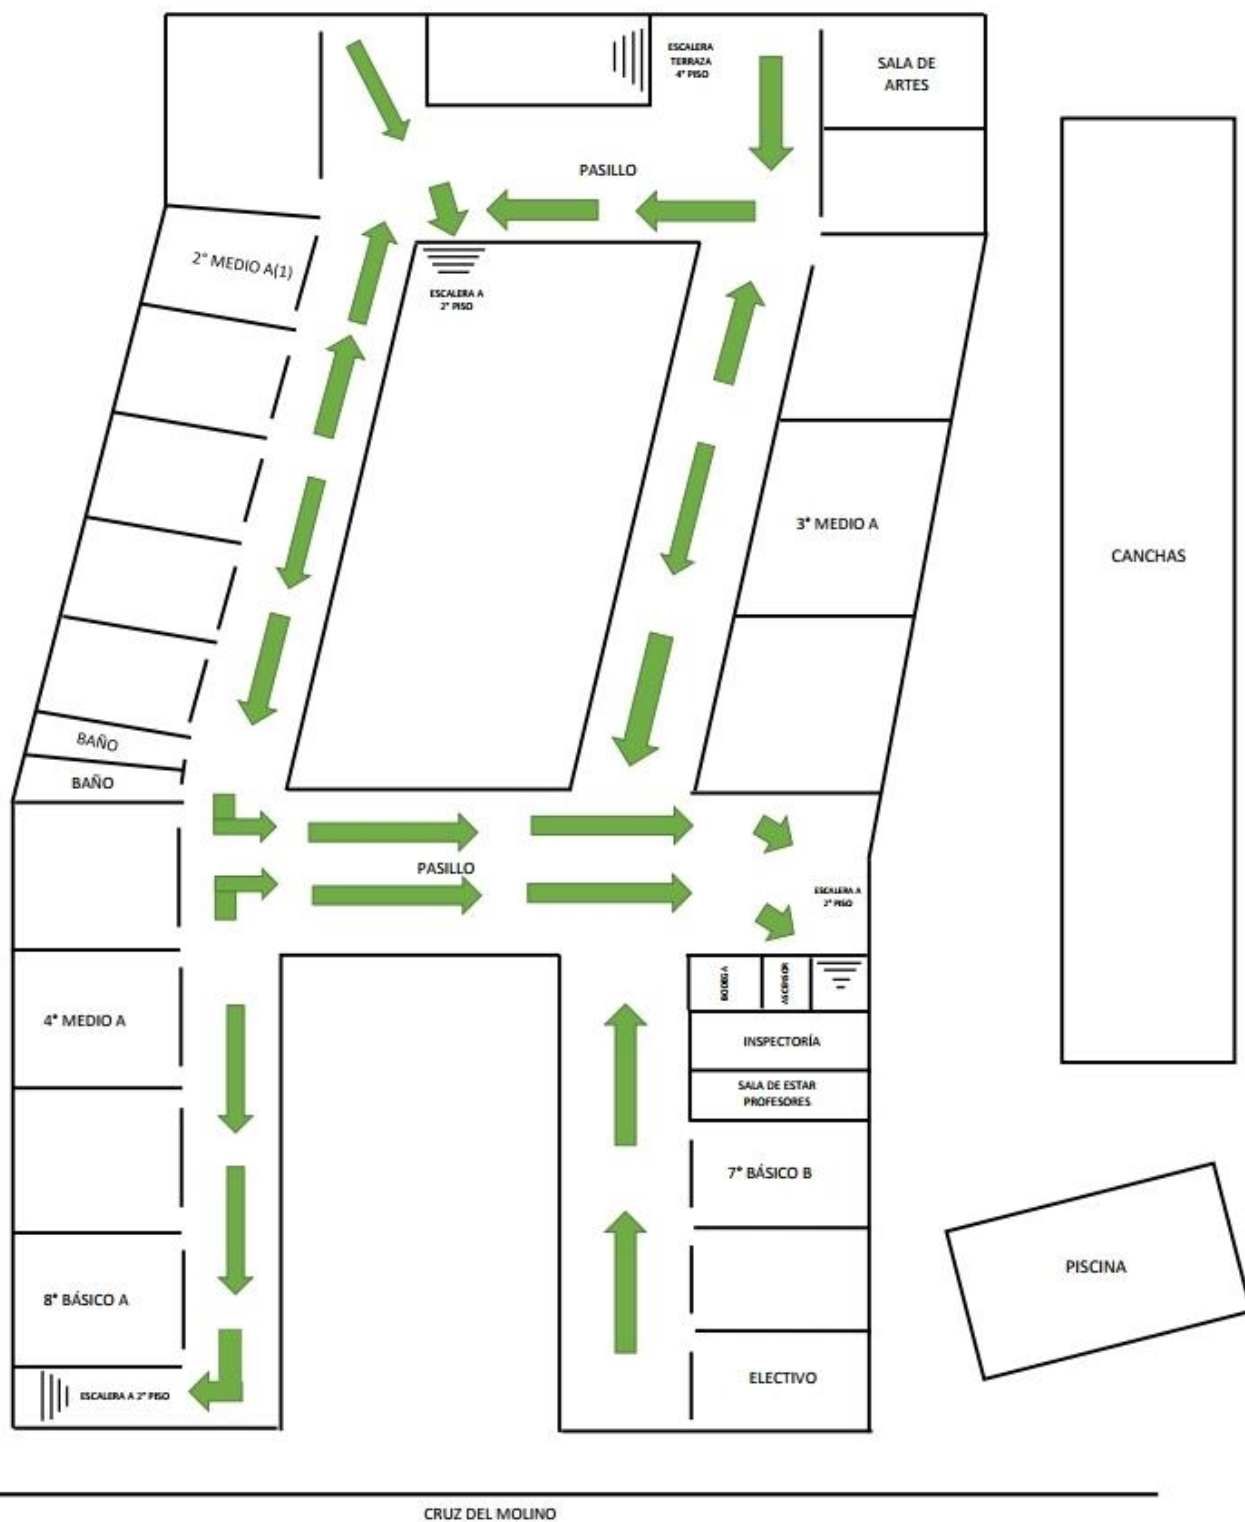 ESCALERA
TERRAZA
4° PISO
SALA DE
ARTES
PASILLO
2° MEDIO A(1)
ESCALERA A
2° PISO
3° MEDIO A
CANCHAS
BAÑO
BAÑO
PASILLO
ESCALERA A
2° PISO
BODEGA
ASCENSOR
4° MEDIO A
INSPECTORÍA
SALA DE ESTAR
PROFESORES
7° BÁSICO B
PISCINA
8° BÁSICO A
ELECTIVO
ESCALERA A 2° PISO
CRUZ DEL MOLINO